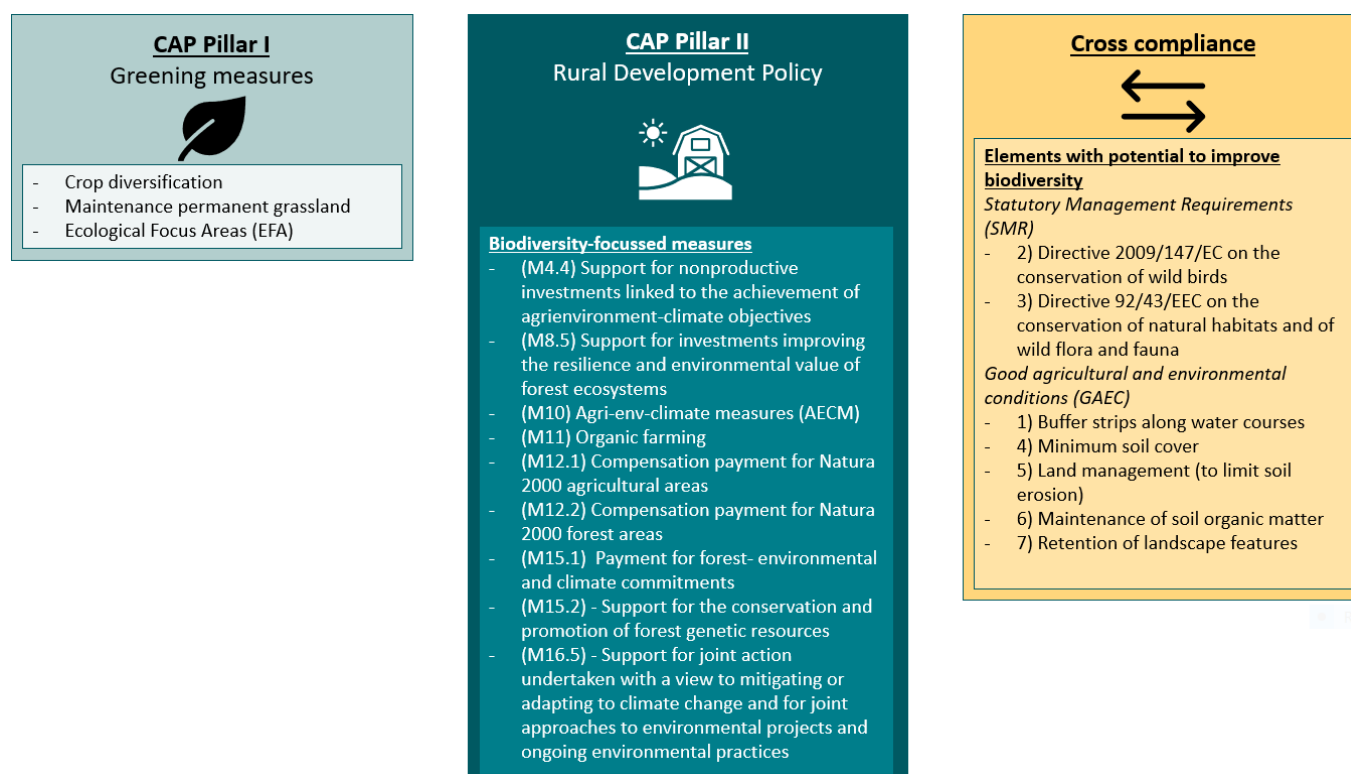 CAP Pillar I
Greening measures
- Crop diversification
- Maintenance permanent grassland
- Ecological Focus Areas (EFA)
CAP Pillar II
Rural Development Policy
Biodiversity-focussed measures
- (M4.4) Support for nonproductive
investments linked to the achievement of
agrienvironment-climate objectives
- (M8.5) Support for investments improving
the resilience and environmental value of
forest ecosystems
- (M10) Agri-env-climate measures (AECM)
- (M11) Organic farming
- (M12.1) Compensation payment for Natura
2000 agricultural areas
- (M12.2) Compensation payment for Natura
2000 forest areas
- (M15.1) Payment for forest- environmental
and climate commitments
- (M15.2) - Support for the conservation and
promotion of forest genetic resources
- (M16.5) - Support for joint action
undertaken with a view to mitigating or
adapting to climate change and for joint
approaches to environmental projects and
ongoing environmental practices
Cross compliance
Elements with potential to improve
biodiversity
Statutory Management Requirements
(SMR)
- 2) Directive 2009/147/EC on the
conservation of wild birds
- 3) Directive 92/43/EEC on the
conservation of natural habitats and of
wild flora and fauna
Good agricultural and environmental
conditions (GAEC)
- 1) Buffer strips along water courses
- 4) Minimum soil cover
- 5) Land management (to limit soil
erosion)
- 6) Maintenance of soil organic matter
- 7) Retention of landscape features